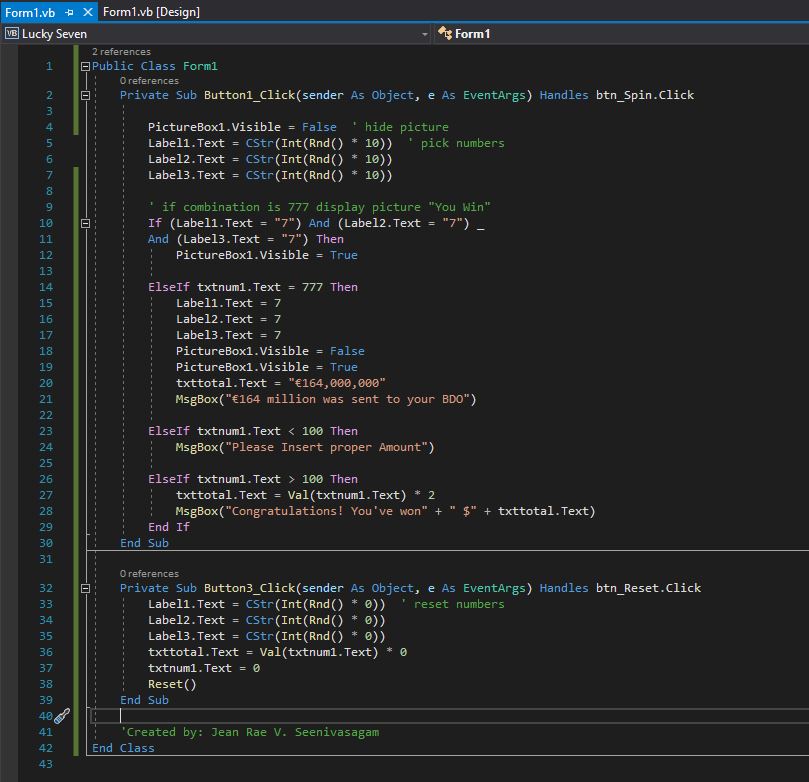 Form1.vb Form1.vb [Design]
VB Lucky Seven Form1
2 references
1 Public Class Form1
0 references
2 Private Sub Button1_Click(sender As Object, e As EventArgs) Handles btn_Spin.Click
3
4 PictureBox1.Visible = False ' hide picture
5 Label1.Text = CStr(Int(Rnd() * 10)) ' pick numbers
6 Label2.Text = CStr(Int(Rnd() * 10))
7 Label3.Text = CStr(Int(Rnd() * 10))
8
9 ' if combination is 777 display picture "You Win"
10 If (Label1.Text = "7") And (Label2.Text = "7") _
11 And (Label3.Text = "7") Then
12 PictureBox1.Visible = True
13
14 ElseIf txtnum1.Text = 777 Then
15 Label1.Text = 7
16 Label2.Text = 7
17 Label3.Text = 7
18 PictureBox1.Visible = False
19 PictureBox1.Visible = True
20 txttotal.Text = "€164,000,000"
21 MsgBox("€164 million was sent to your BDO")
22
23 ElseIf txtnum1.Text < 100 Then
24 MsgBox("Please Insert proper Amount")
25
26 ElseIf txtnum1.Text > 100 Then
27 txttotal.Text = Val(txtnum1.Text) * 2
28 MsgBox("Congratulations! You've won" + " $" + txttotal.Text)
29 End If
30 End Sub
31
0 references
32 Private Sub Button3_Click(sender As Object, e As EventArgs) Handles btn_Reset.Click
33 Label1.Text = CStr(Int(Rnd() * 0)) ' reset numbers
34 Label2.Text = CStr(Int(Rnd() * 0))
35 Label3.Text = CStr(Int(Rnd() * 0))
36 txttotal.Text = Val(txtnum1.Text) * 0
37 txtnum1.Text = 0
38 Reset()
39 End Sub
40
41 'Created by: Jean Rae V. Seenivasagam
42 End Class
43